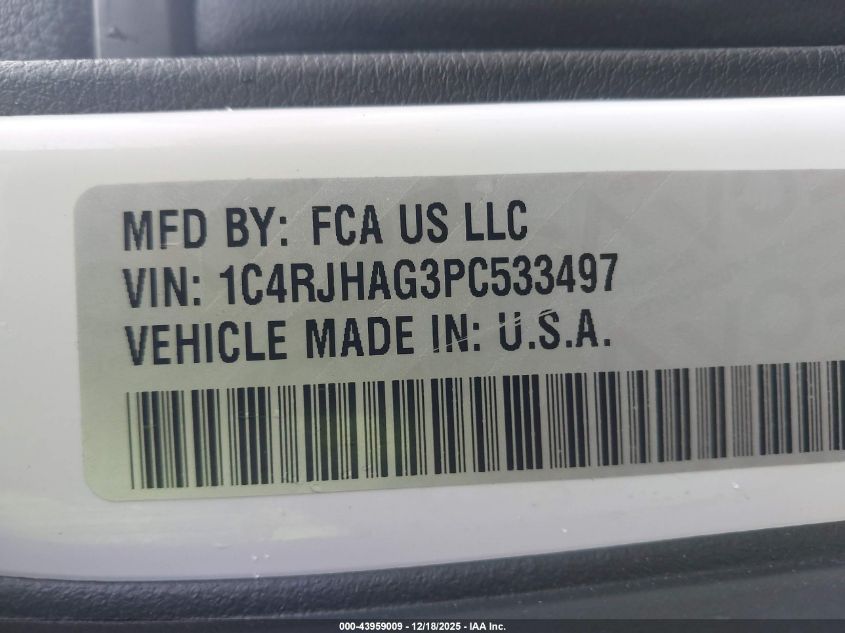 MFD BY: FCA US LLC
VIN: 1C4RJHAG3PC533497
VEHICLE MADE IN: U.S.A.
000-43959009 - 12/18/2025 - IAA Inc.